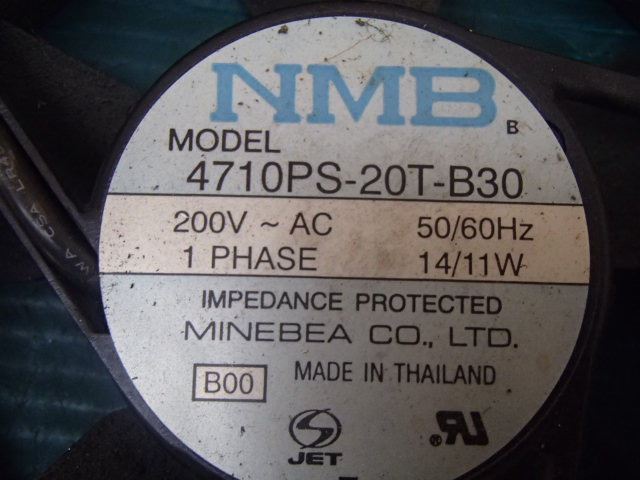 NMB B
MODEL
4710PS-20T-B30
200V ~ AC 50/60Hz
1 PHASE 14/11W
IMPEDANCE PROTECTED
MINEBEA CO., LTD.
B00 MADE IN THAILAND
JET
CSA